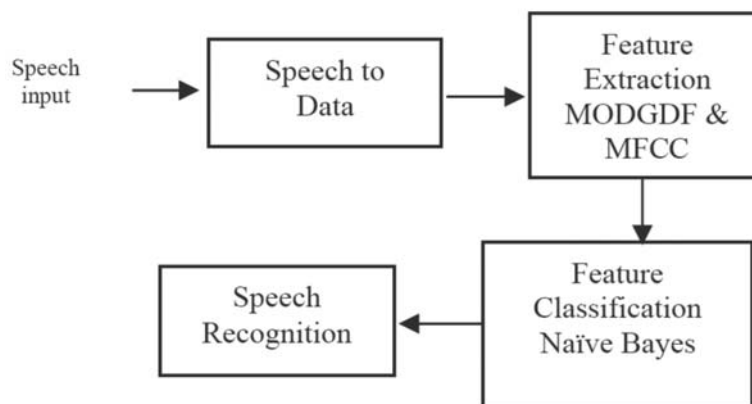 Speech
input
Speech to
Data
Feature
Extraction
MODGDF &
MFCC
Feature
Classification
Naïve Bayes
Speech
Recognition